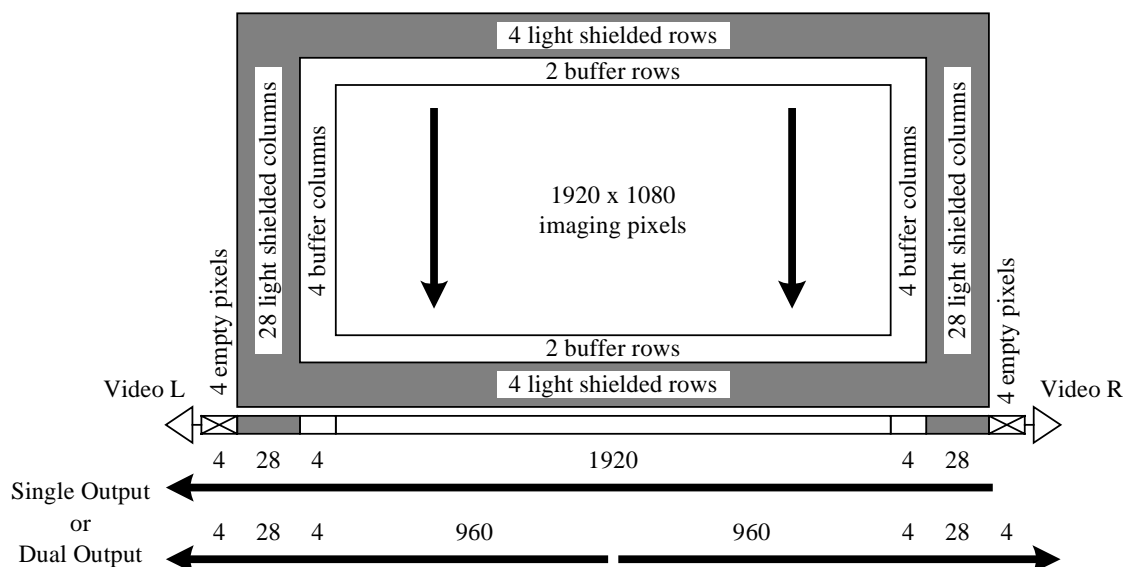 4 light shielded rows
2 buffer rows
28 light shielded columns
4 buffer columns
1920 x 1080
imaging pixels
4 buffer columns
28 light shielded columns
4 empty pixels
4 empty pixels
2 buffer rows
4 light shielded rows
Video L
Video R
4 28 4 1920 4 28
Single Output
or
Dual Output
4 28 4 960 960 4 28 4